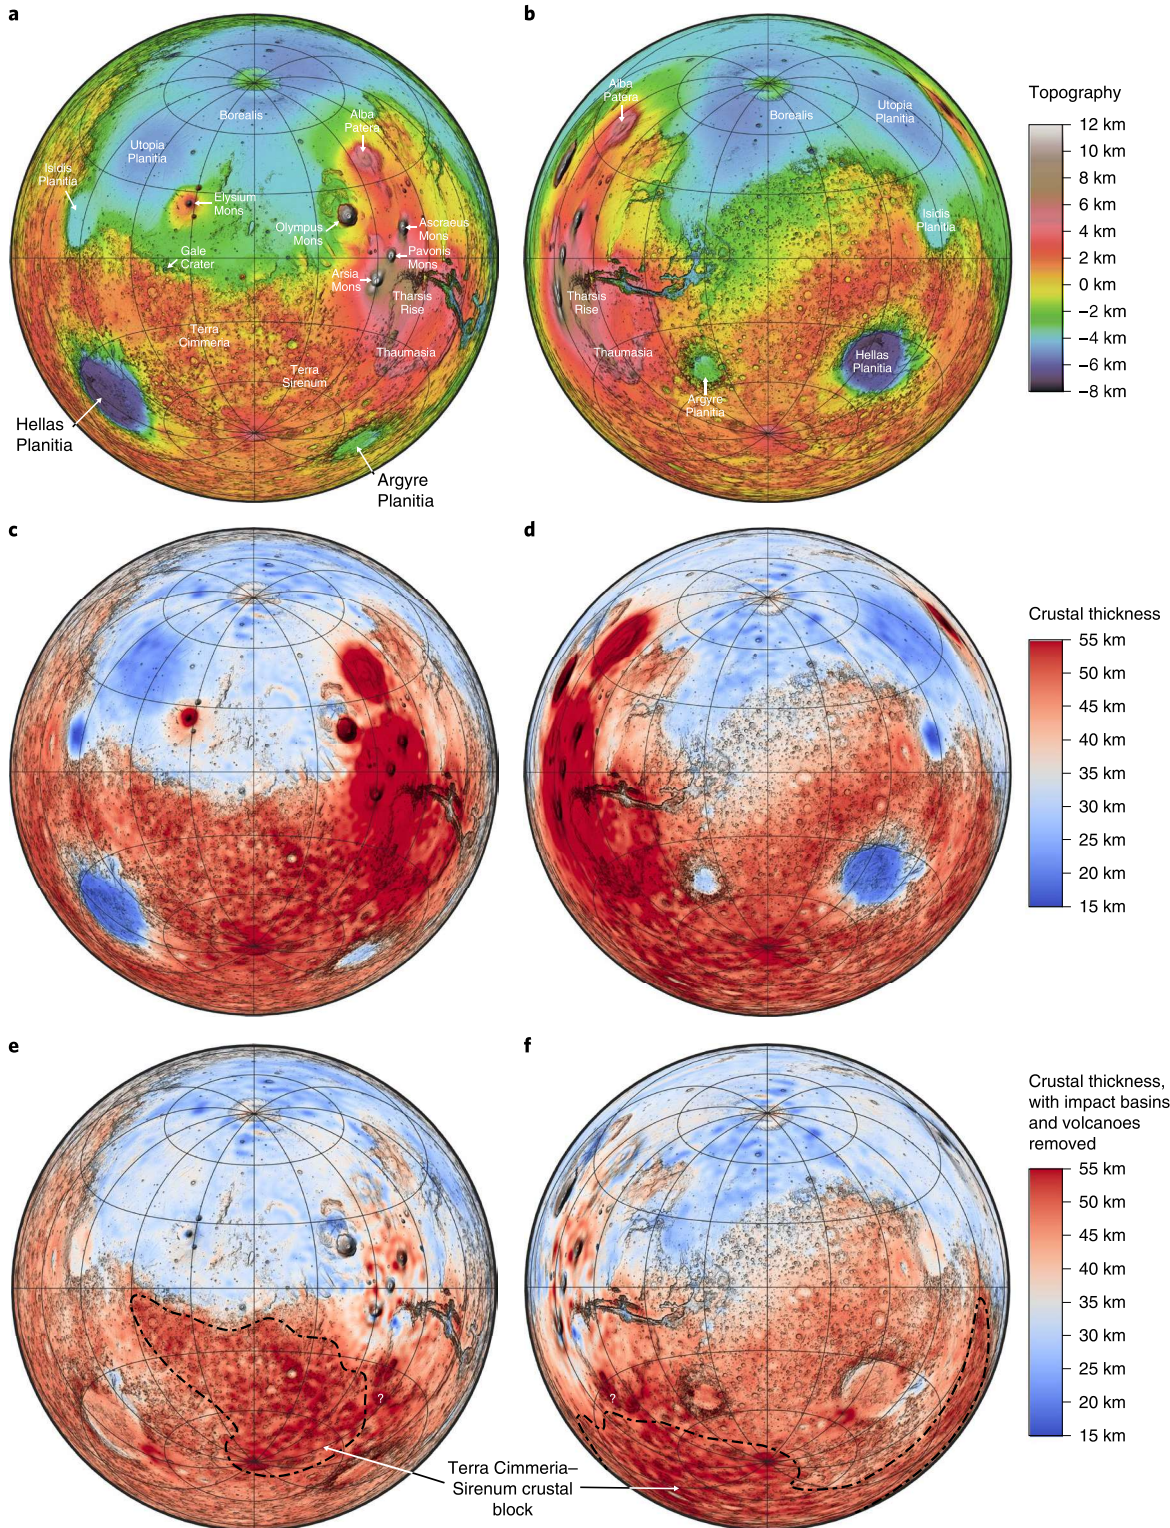 a
b
Borealis
Alba
Patera
Utopia
Planitia
Isidis
Planitia
Elysium
Mons
Olympus
Mons
Ascraeus
Mons
Gale
Crater
Pavonis
Mons
Arsia
Mons
Tharsis
Rise
Terra
Cimmeria
Thaumasia
Terra
Sirenum
Hellas
Planitia
Argyre
Planitia
Alba
Patera
Borealis
Utopia
Planitia
Isidis
Planitia
Tharsis
Rise
Thaumasia
Hellas
Planitia
Argyre
Planitia
Topography
12 km
10 km
8 km
6 km
4 km
2 km
0 km
−2 km
−4 km
−6 km
−8 km
c
d
Crustal thickness
55 km
50 km
45 km
40 km
35 km
30 km
25 km
20 km
15 km
e
f
?
?
Terra Cimmeria–
Sirenum crustal
block
Crustal thickness,
with impact basins
and volcanoes
removed
55 km
50 km
45 km
40 km
35 km
30 km
25 km
20 km
15 km